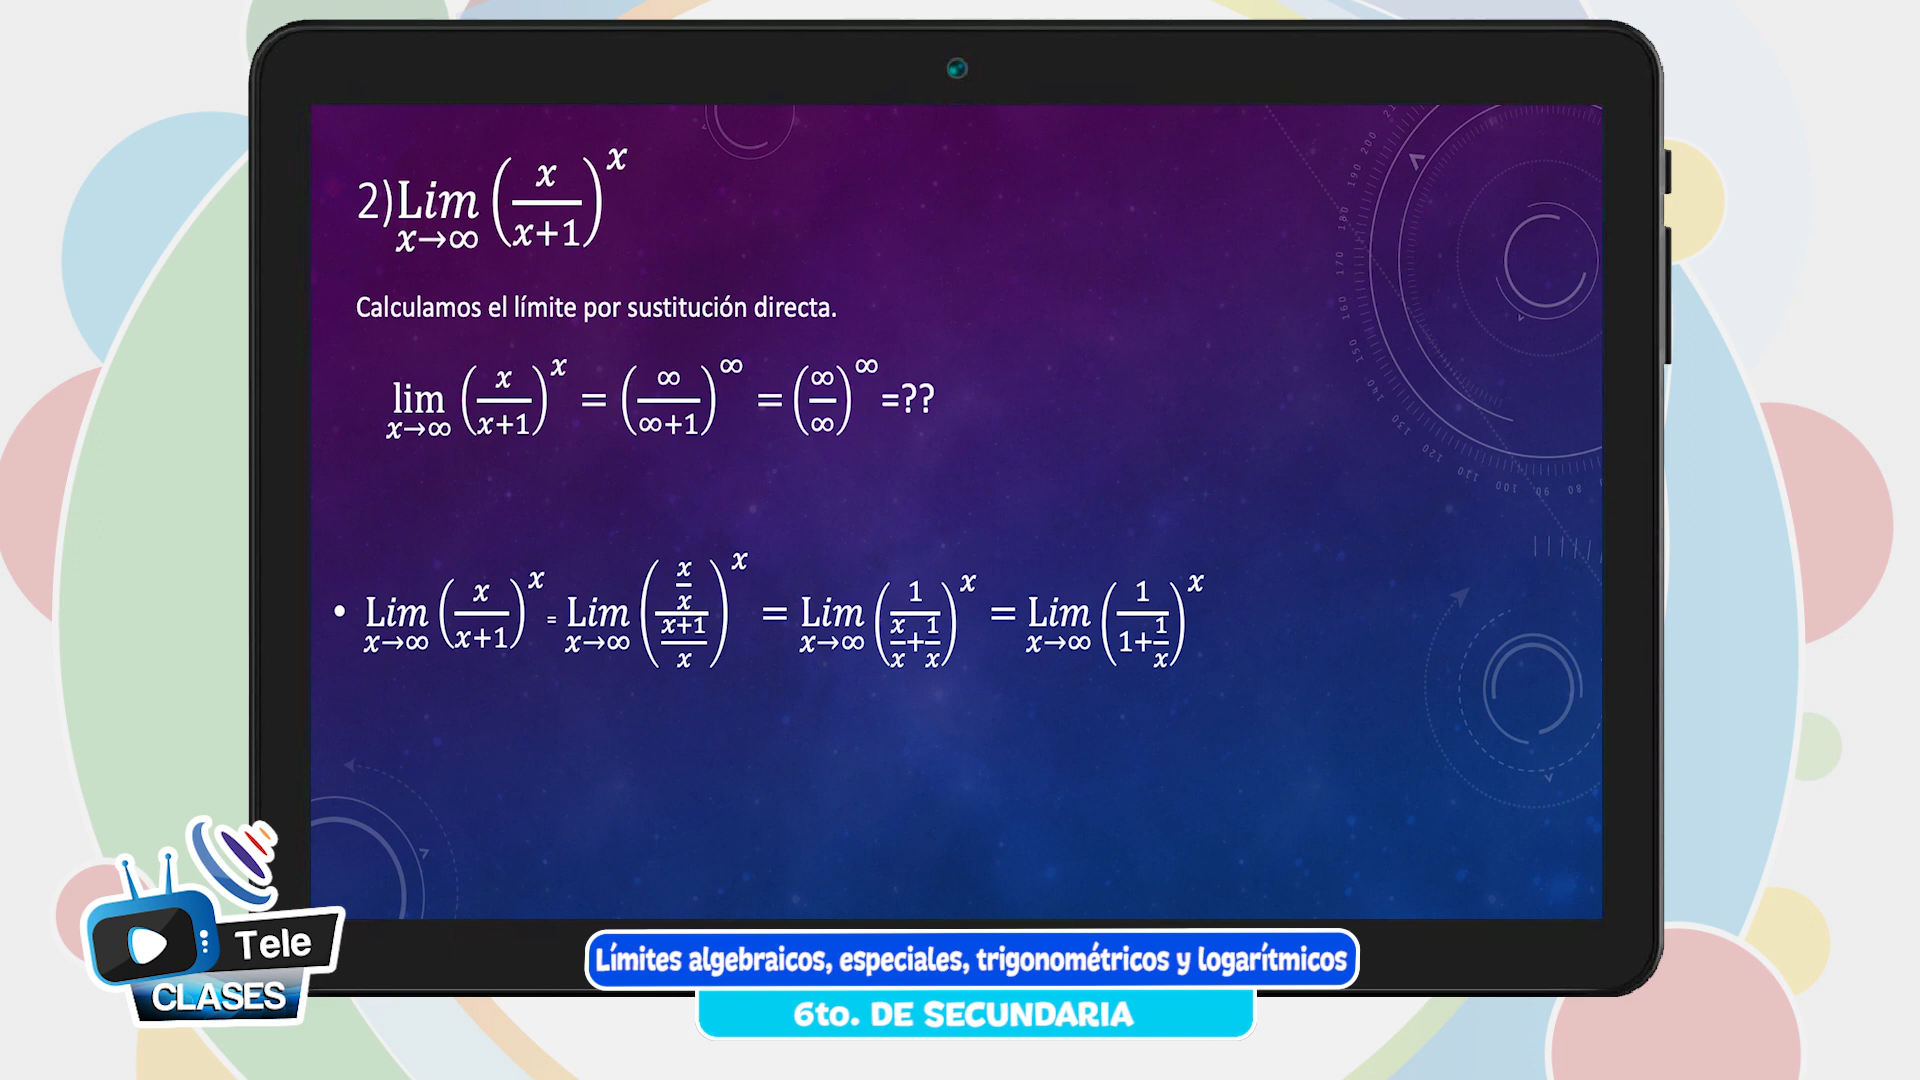 2) Lim x→∞ (x/(x+1))^x
Calculamos el límite por sustitución directa.
lim x→∞ (x/(x+1))^x = (∞/(∞+1))^∞ = (∞/∞)^∞ =??
• Lim x→∞ (x/(x+1))^x = Lim x→∞ ((x/x)/((x+1)/x))^x = Lim x→∞ (1/(x/x+1/x))^x = Lim x→∞ (1/(1+1/x))^x
Tele
CLASES
Límites algebraicos, especiales, trigonométricos y logarítmicos
6to. DE SECUNDARIA